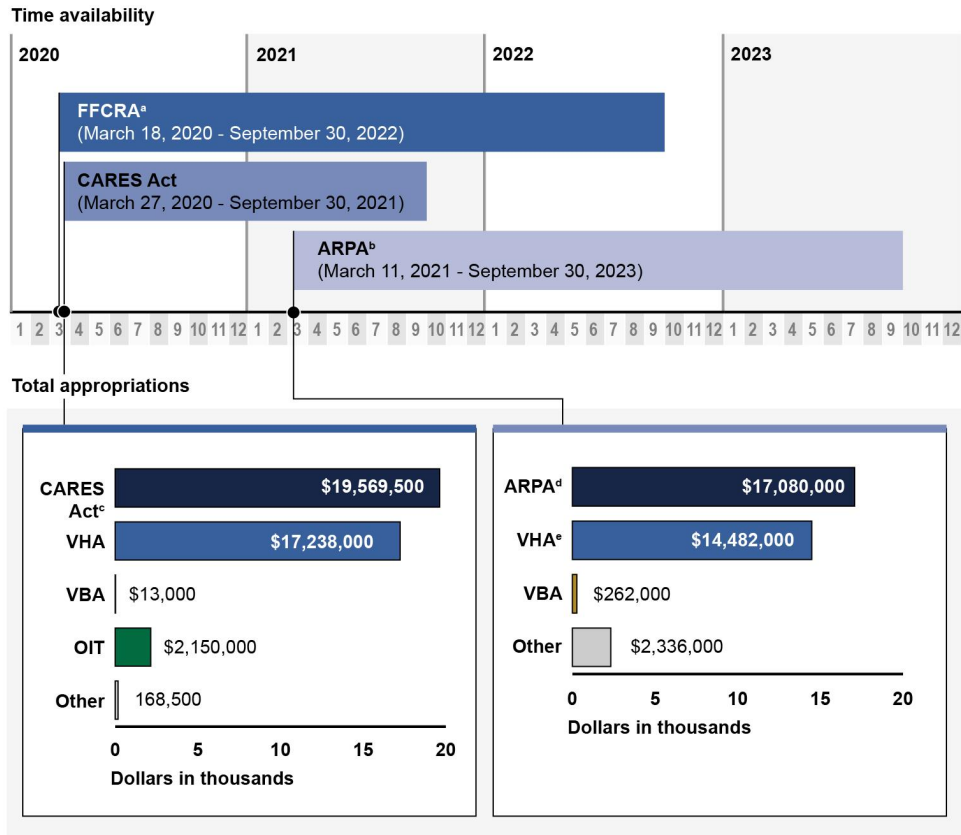 Time availability
2020 2021 2022 2023
FFCRAᵃ
(March 18, 2020 - September 30, 2022)
CARES Act
(March 27, 2020 - September 30, 2021)
ARPAᵇ
(March 11, 2021 - September 30, 2023)
1 2 3 4 5 6 7 8 9 10 11 12 1 2 3 4 5 6 7 8 9 10 11 12 1 2 3 4 5 6 7 8 9 10 11 12 1 2 3 4 5 6 7 8 9 10 11 12
Total appropriations
CARES $19,569,500
Actᶜ
VHA $17,238,000
VBA $13,000
OIT $2,150,000
Other 168,500
0 5 10 15 20
Dollars in thousands
ARPAᵈ $17,080,000
VHAᵉ $14,482,000
VBA $262,000
Other $2,336,000
0 5 10 15 20
Dollars in thousands